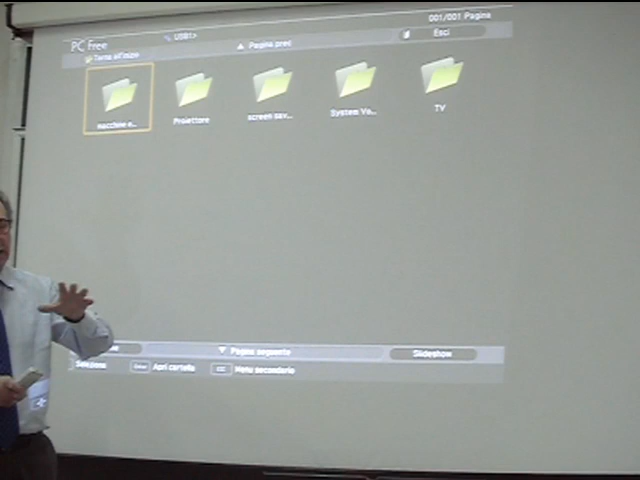 001/001 Pagina
PC Free
USB1>
Esci
Torna all'inizio
Pagina prec
Proiettore
screen sav...
System Vo...
TV
Pagina seguente
Slideshow
Seleziona
Enter
Apri cartella
Menu secondario